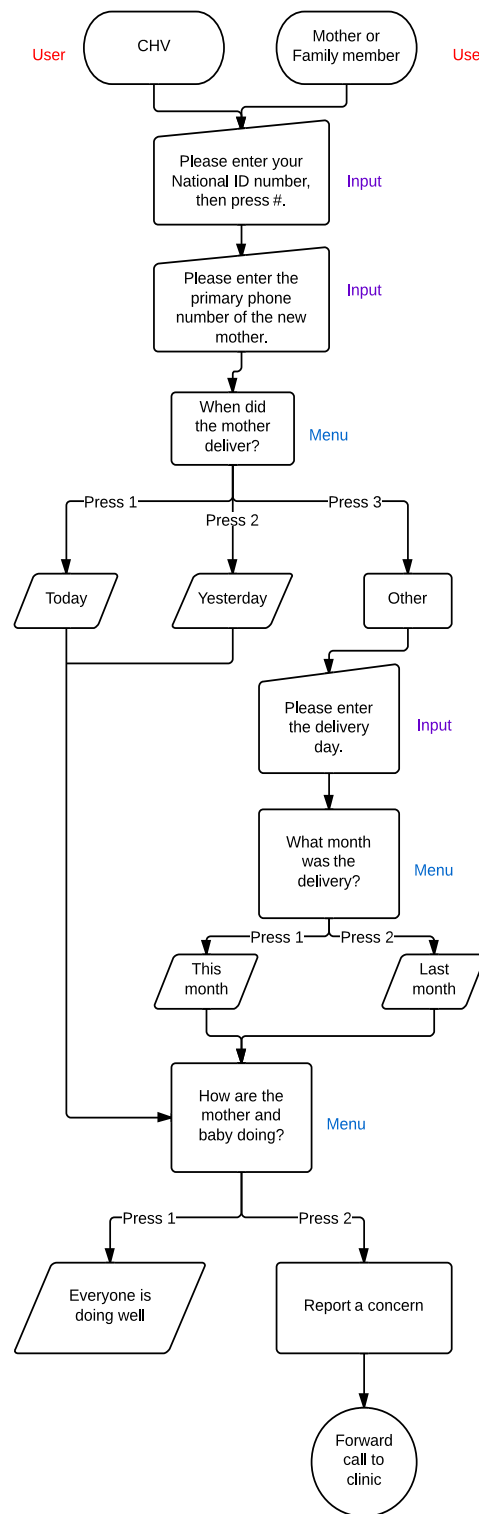 User
CHV
Mother or
Family member
Use
Please enter your
National ID number,
then press #.
Input
Please enter the
primary phone
number of the new
mother.
Input
When did
the mother
deliver?
Menu
Press 1
Press 2
Press 3
Today
Yesterday
Other
Please enter
the delivery
day.
Input
What month
was the
delivery?
Menu
Press 1
Press 2
This
month
Last
month
How are the
mother and
baby doing?
Menu
Press 1
Press 2
Everyone is
doing well
Report a concern
Forward
call to
clinic